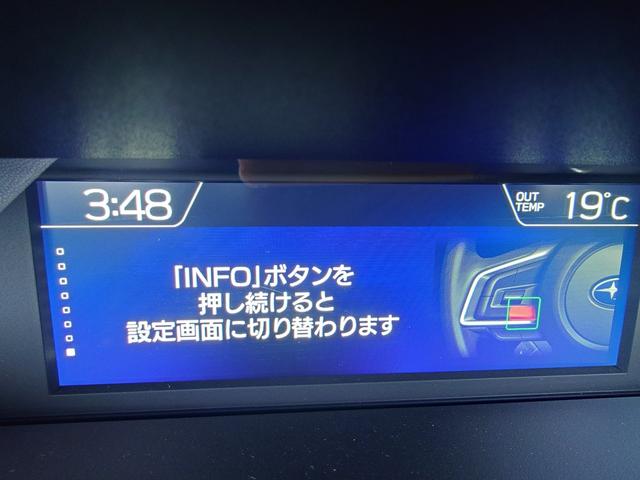 3:48
OUT
TEMP
19℃
「INFO」ボタンを
押し続けると
設定画面に切り替わります